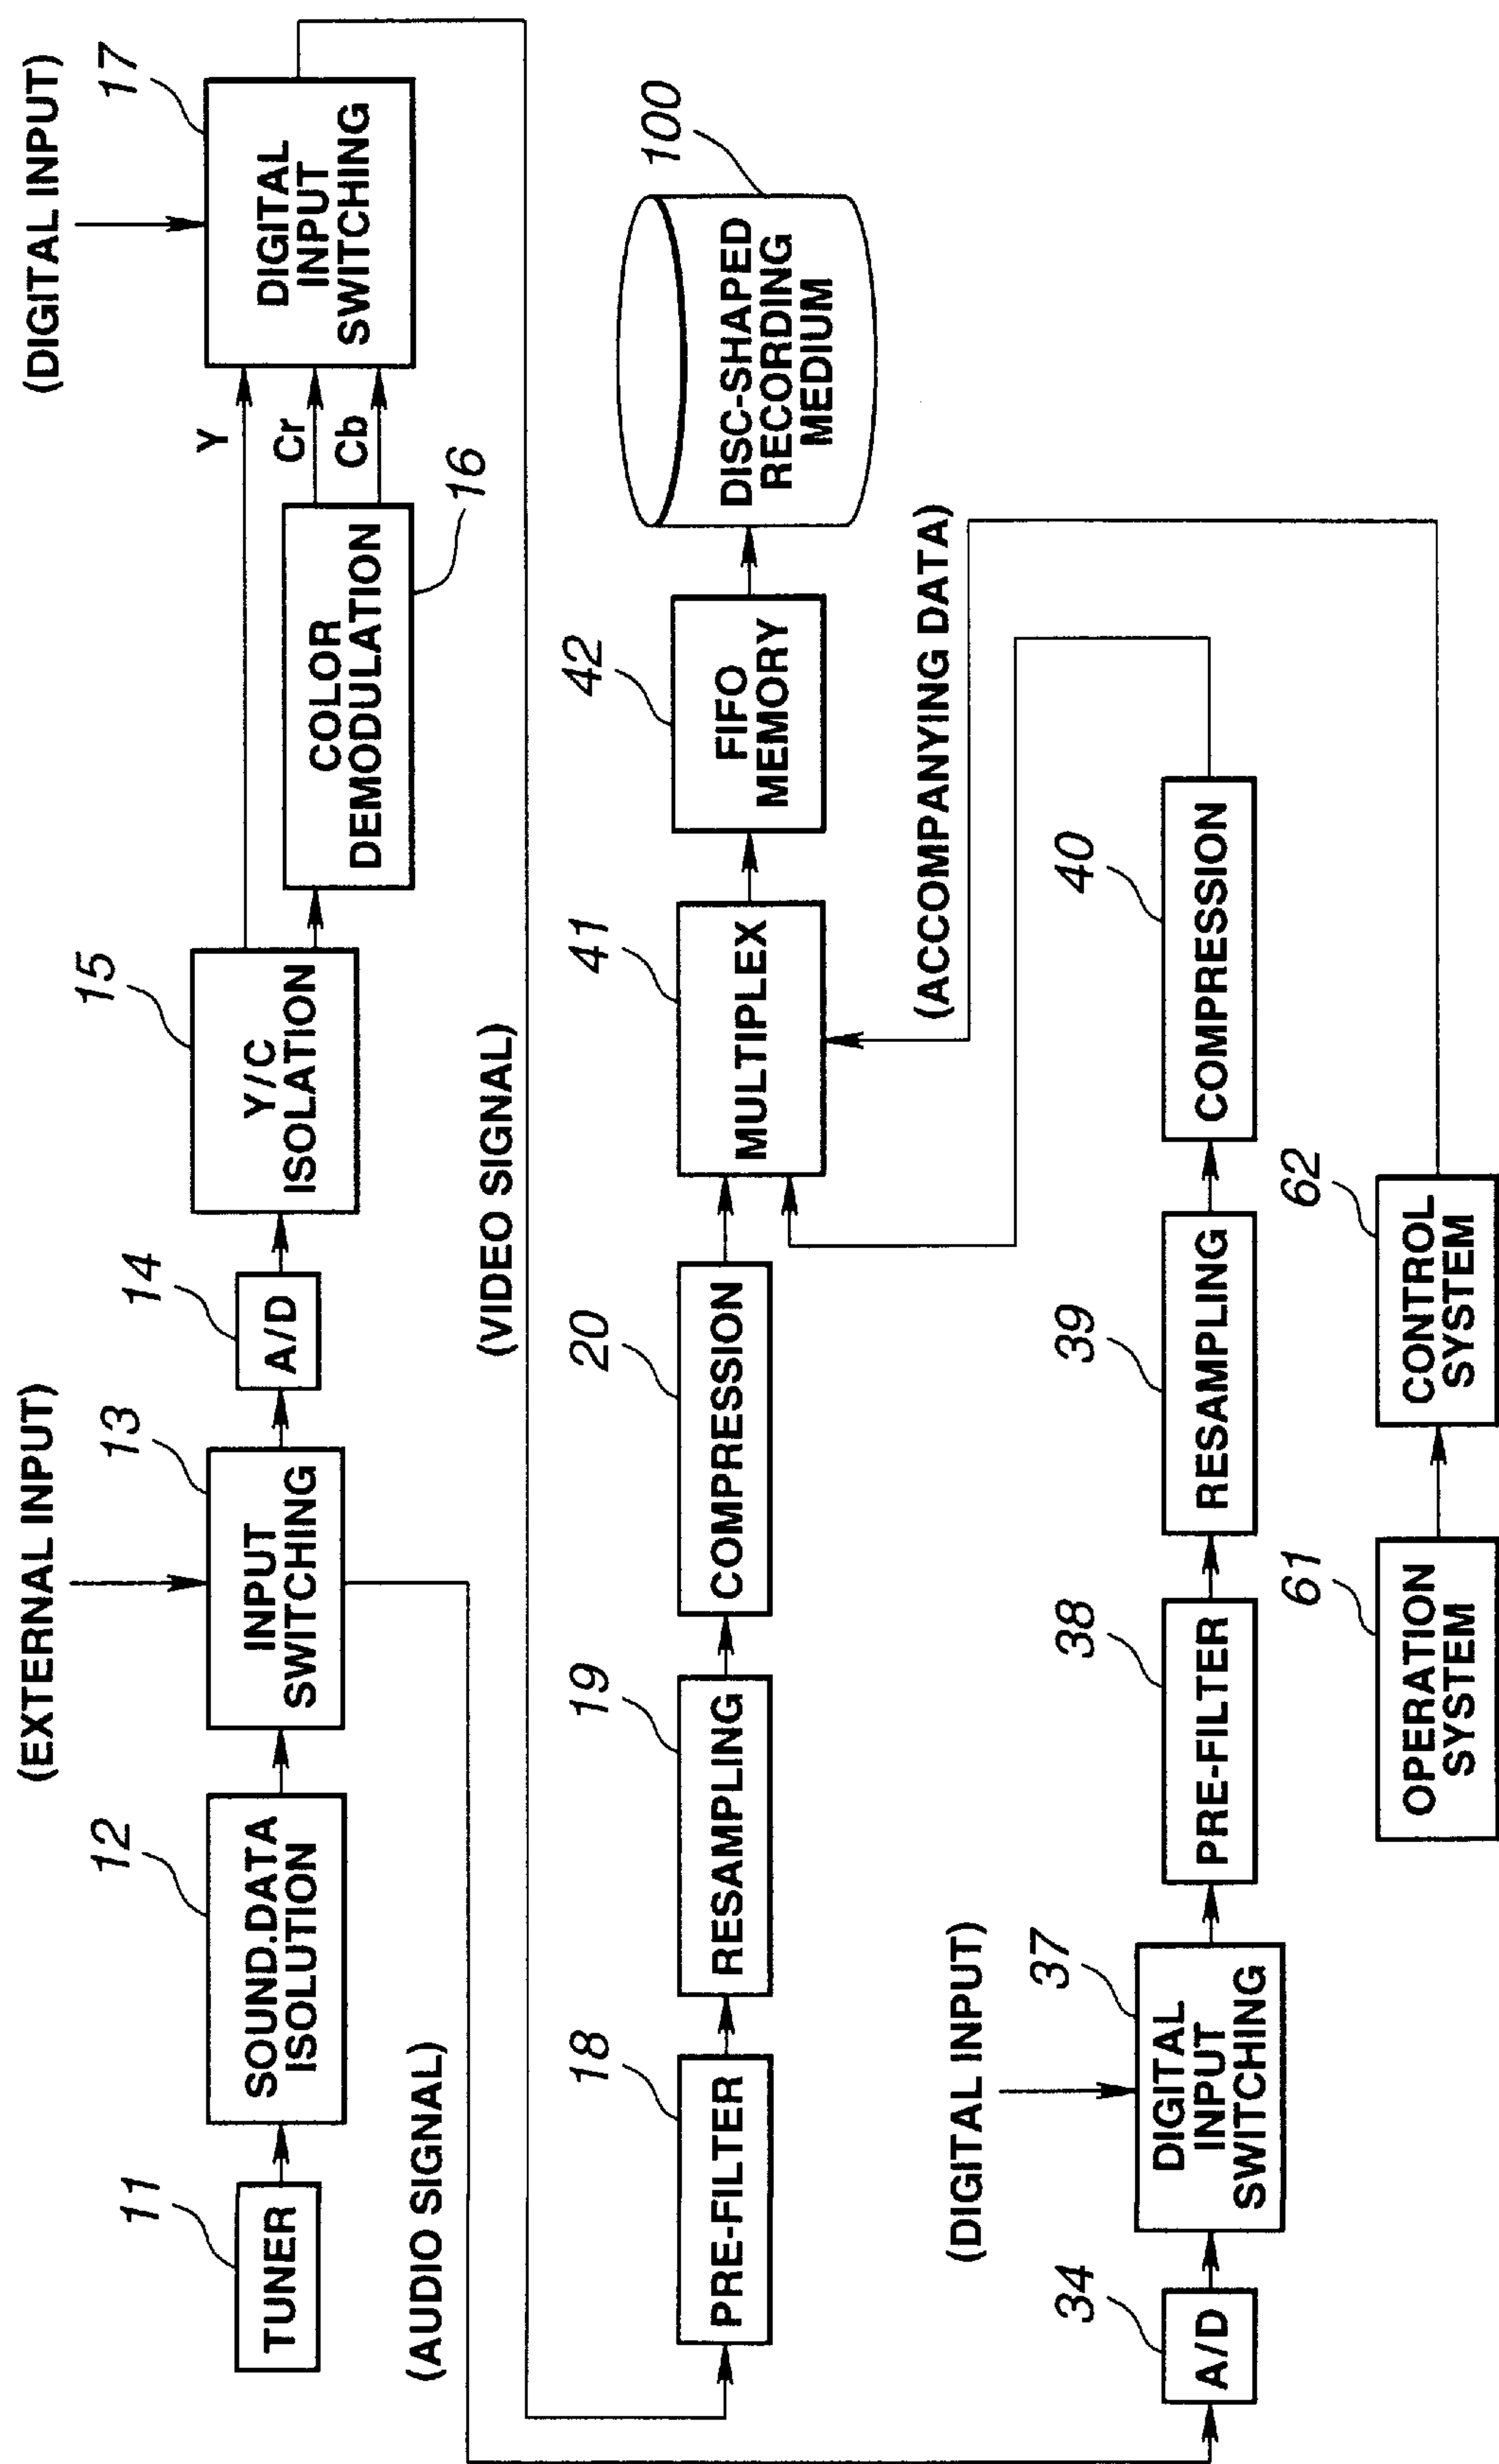 (EXTERNAL INPUT)
(DIGITAL INPUT)
11
12
13
14
15
17
TUNER
SOUND.DATA
ISOLUTION
INPUT
SWITCHING
A/D
Y/C
ISOLATION
Y
Cr
Cb
COLOR
DEMODULATION
16
DIGITAL
INPUT
SWITCHING
(AUDIO SIGNAL)
(VIDEO SIGNAL)
18
19
20
41
42
100
PRE-FILTER
RESAMPLING
COMPRESSION
MULTIPLEX
FIFO
MEMORY
DISC-SHAPED
RECORDING
MEDIUM
(DIGITAL INPUT)
(ACCOMPANYING DATA)
34
37
38
39
40
A/D
DIGITAL
INPUT
SWITCHING
PRE-FILTER
RESAMPLING
COMPRESSION
61
62
OPERATION
SYSTEM
CONTROL
SYSTEM